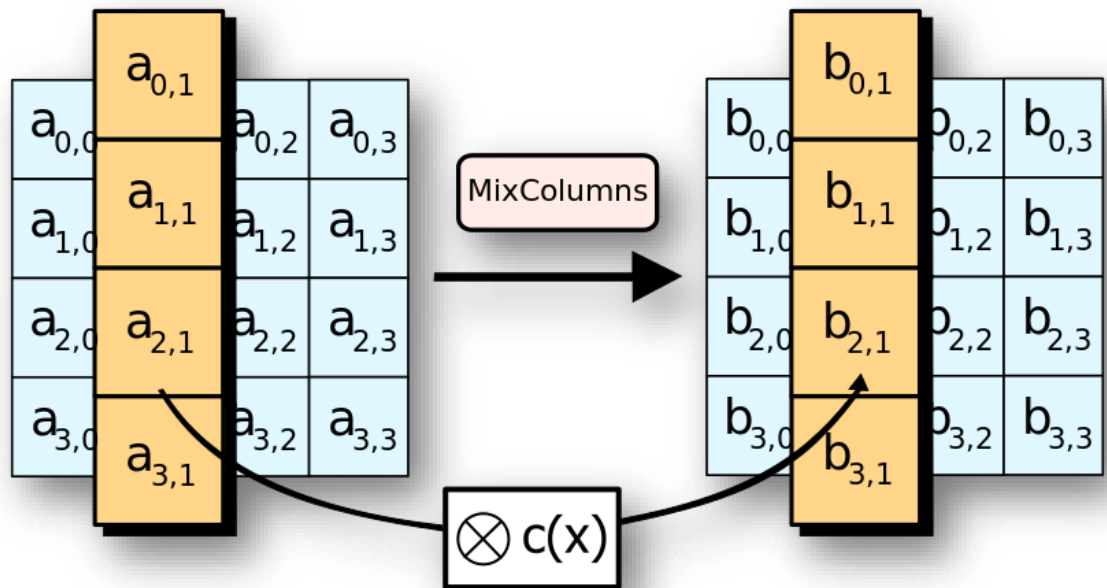 a0,1 b0,1
a0,0 a0,2 a0,3 b0,0 b0,2 b0,3
MixColumns
a1,1 b1,1
a1,0 a1,2 a1,3 b1,0 b1,2 b1,3
a2,1 b2,1
a2,0 a2,2 a2,3 b2,0 b2,2 b2,3
a3,0 a3,2 a3,3 b3,0 b3,2 b3,3
a3,1 b3,1
⊗ c(x)